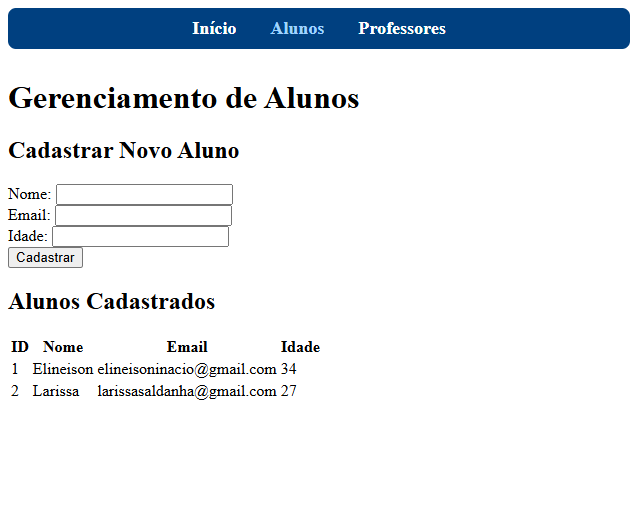 Início Alunos Professores
Gerenciamento de Alunos
Cadastrar Novo Aluno
Nome:
Email:
Idade:
Cadastrar
Alunos Cadastrados
ID Nome Email Idade
1 Elineison elineisoninacio@gmail.com 34
2 Larissa larissasaldanha@gmail.com 27